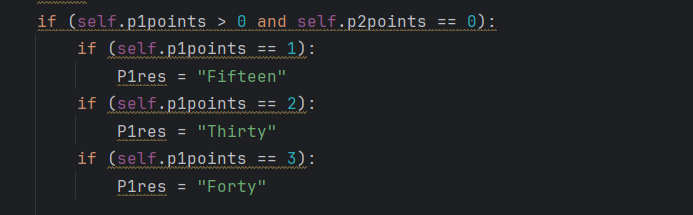 if (self.p1points > 0 and self.p2points == 0):
    if (self.p1points == 1):
        P1res = "Fifteen"
    if (self.p1points == 2):
        P1res = "Thirty"
    if (self.p1points == 3):
        P1res = "Forty"